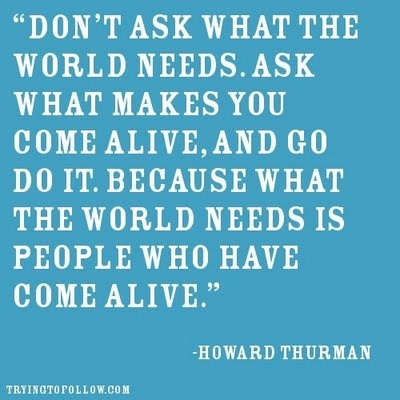 “DON’T ASK WHAT THE
WORLD NEEDS. ASK
WHAT MAKES YOU
COME ALIVE, AND GO
DO IT. BECAUSE WHAT
THE WORLD NEEDS IS
PEOPLE WHO HAVE
COME ALIVE.”
-HOWARD THURMAN
TRYINGTOFOLLOW.COM